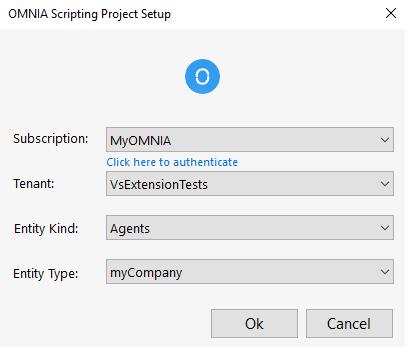 OMNIA Scripting Project Setup
Subscription: MyOMNIA
Click here to authenticate
Tenant: VsExtensionTests
Entity Kind: Agents
Entity Type: myCompany
Ok Cancel